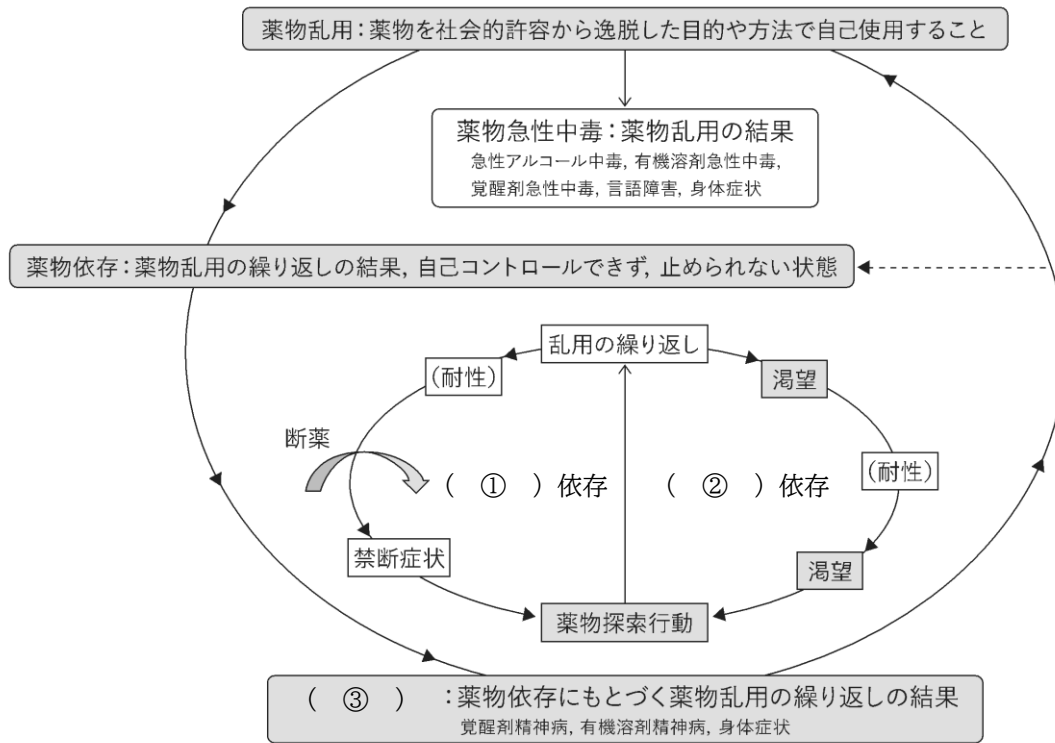 薬物乱用：薬物を社会的許容から逸脱した目的や方法で自己使用すること
薬物急性中毒：薬物乱用の結果
急性アルコール中毒, 有機溶剤急性中毒,
覚醒剤急性中毒, 言語障害, 身体症状
薬物依存：薬物乱用の繰り返しの結果, 自己コントロールできず, 止められない状態
乱用の繰り返し
(耐性)
渇望
断薬
(　①　)依存
(　②　)依存
(耐性)
禁断症状
渇望
薬物探索行動
(　③　)　：薬物依存にもとづく薬物乱用の繰り返しの結果
覚醒剤精神病, 有機溶剤精神病, 身体症状